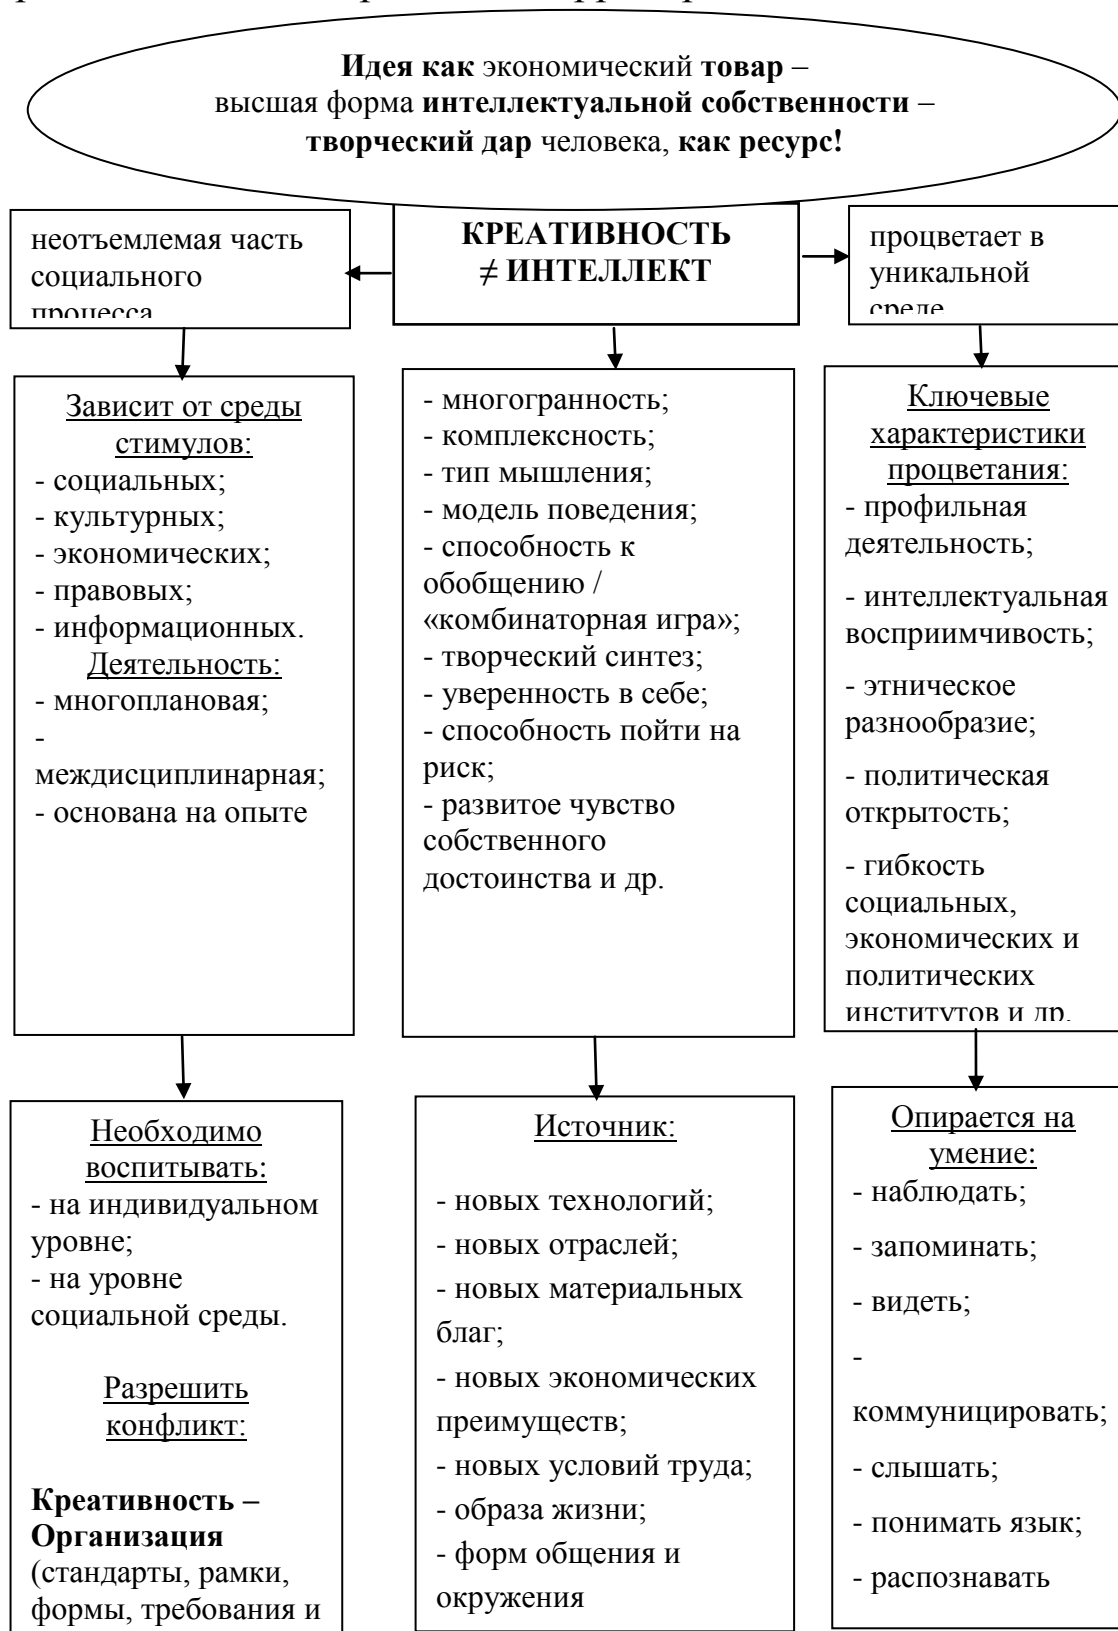 Идея как экономический товар –
высшая форма интеллектуальной собственности –
творческий дар человека, как ресурс!
неотъемлемая часть
социального
процесса
КРЕАТИВНОСТЬ
≠ ИНТЕЛЛЕКТ
процветает в
уникальной
среде
Зависит от среды
стимулов:
- социальных;
- культурных;
- экономических;
- правовых;
- информационных.
Деятельность:
- многоплановая;
-
междисциплинарная;
- основана на опыте
- многогранность;
- комплексность;
- тип мышления;
- модель поведения;
- способность к
обобщению /
«комбинаторная игра»;
- творческий синтез;
- уверенность в себе;
- способность пойти на
риск;
- развитое чувство
собственного
достоинства и др.
Ключевые
характеристики
процветания:
- профильная
деятельность;
- интеллектуальная
восприимчивость;
- этническое
разнообразие;
- политическая
открытость;
- гибкость
социальных,
экономических и
политических
институтов и др.
Необходимо
воспитывать:
- на индивидуальном
уровне;
- на уровне
социальной среды.
Разрешить
конфликт:
Креативность –
Организация
(стандарты, рамки,
формы, требования и
Источник:
- новых технологий;
- новых отраслей;
- новых материальных
благ;
- новых экономических
преимуществ;
- новых условий труда;
- образа жизни;
- форм общения и
окружения
Опирается на
умение:
- наблюдать;
- запоминать;
- видеть;
-
коммуницировать;
- слышать;
- понимать язык;
- распознавать